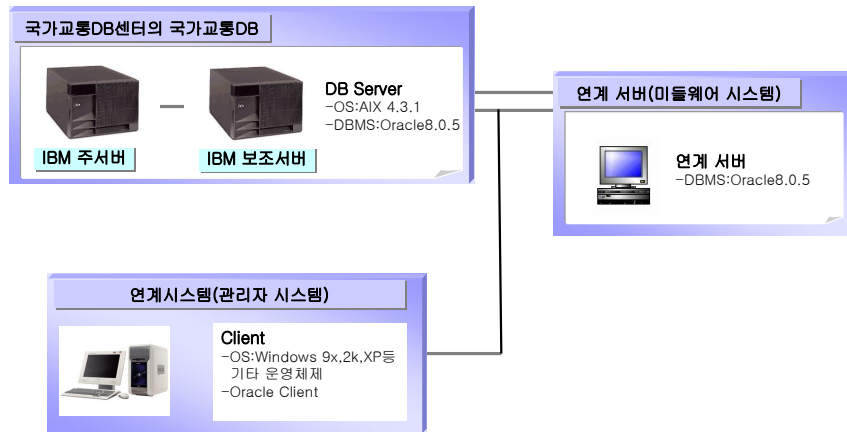 국가교통DB센터의 국가교통DB
DB Server
-OS:AIX 4.3.1
-DBMS:Oracle8.0.5
IBM 주서버
IBM 보조서버
연계 서버(미들웨어 시스템)
연계 서버
-DBMS:Oracle8.0.5
연계시스템(관리자 시스템)
Client
-OS:Windows 9x,2k,XP등
기타 운영체제
-Oracle Client